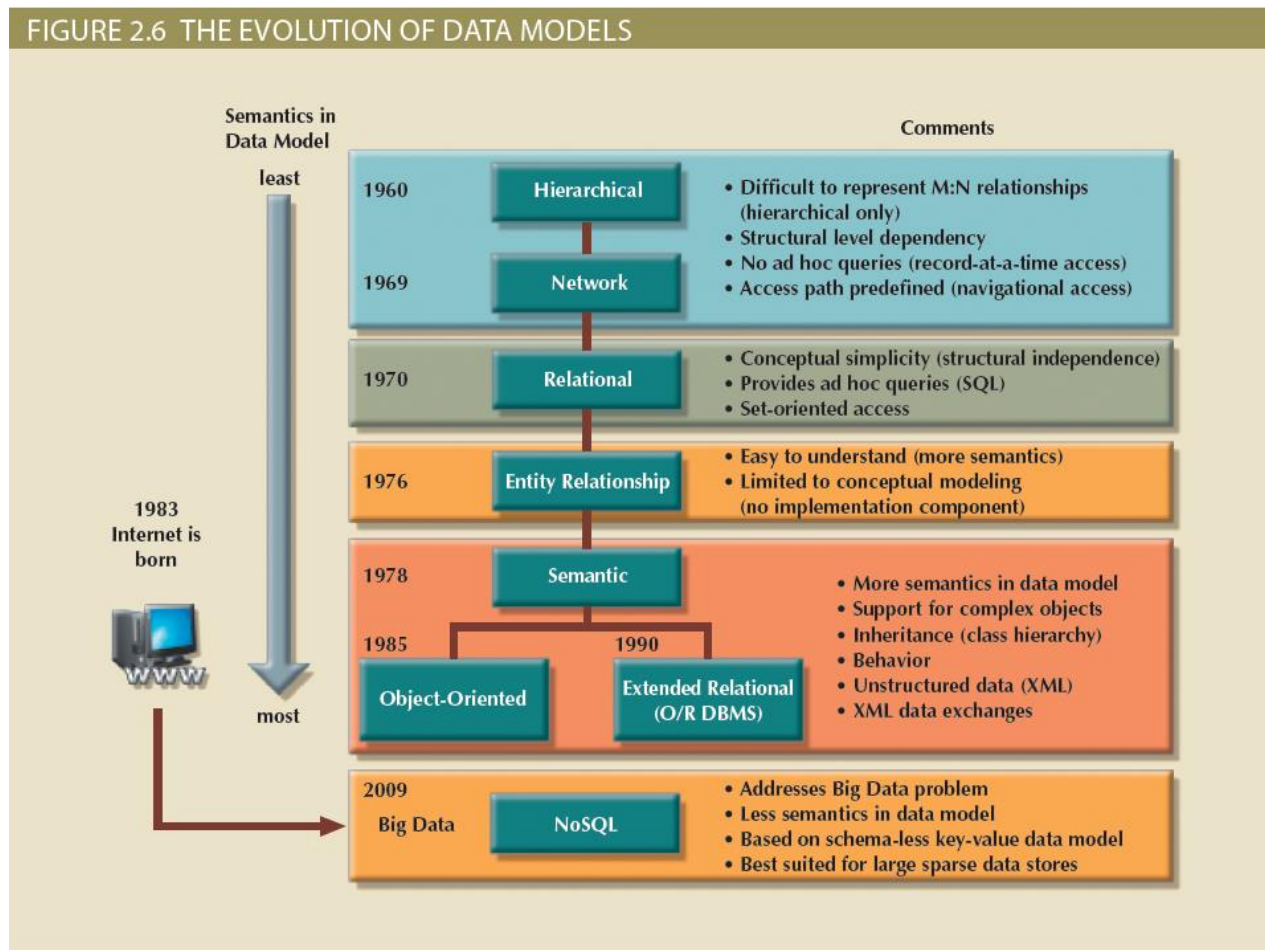 FIGURE 2.6 THE EVOLUTION OF DATA MODELS
Semantics in
Data Model
least
most
Comments
1960
Hierarchical
1969
Network
• Difficult to represent M:N relationships
(hierarchical only)
• Structural level dependency
• No ad hoc queries (record-at-a-time access)
• Access path predefined (navigational access)
1970
Relational
• Conceptual simplicity (structural independence)
• Provides ad hoc queries (SQL)
• Set-oriented access
1976
Entity Relationship
• Easy to understand (more semantics)
• Limited to conceptual modeling
(no implementation component)
1983
Internet is
born
WWW
1978
Semantic
1985
Object-Oriented
1990
Extended Relational
(O/R DBMS)
• More semantics in data model
• Support for complex objects
• Inheritance (class hierarchy)
• Behavior
• Unstructured data (XML)
• XML data exchanges
2009
Big Data
NoSQL
• Addresses Big Data problem
• Less semantics in data model
• Based on schema-less key-value data model
• Best suited for large sparse data stores